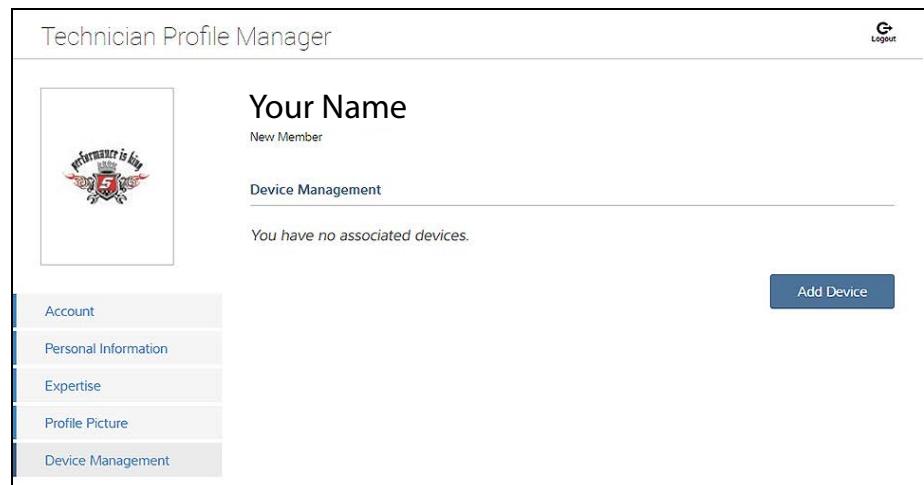 Technician Profile Manager
Logout
performance is king
S
Your Name
New Member
Device Management
You have no associated devices.
Add Device
Account
Personal Information
Expertise
Profile Picture
Device Management